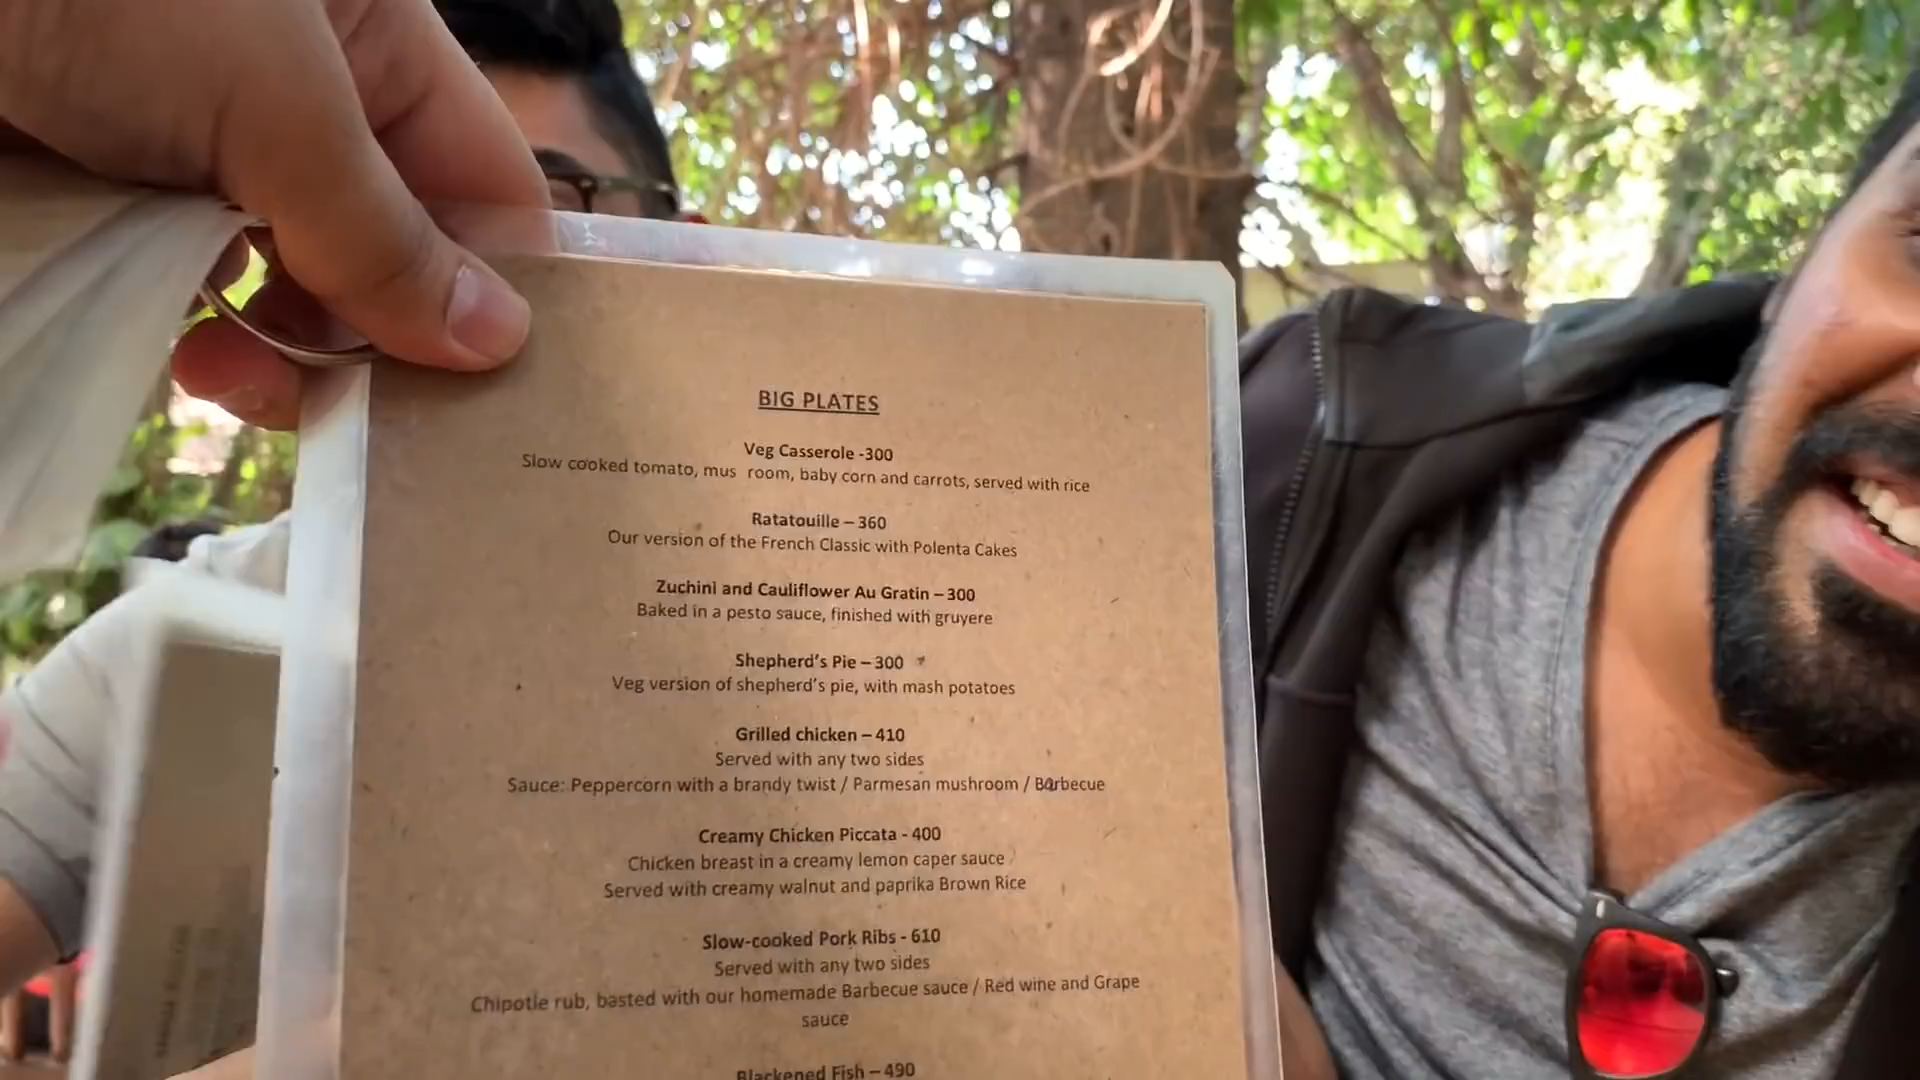 BIG PLATES
Veg Casserole -300
Slow cooked tomato, mus room, baby corn and carrots, served with rice
Ratatouille – 360
Our version of the French Classic with Polenta Cakes
Zuchini and Cauliflower Au Gratin – 300
Baked in a pesto sauce, finished with gruyere
Shepherd's Pie – 300
Veg version of shepherd's pie, with mash potatoes
Grilled chicken – 410
Served with any two sides
Sauce: Peppercorn with a brandy twist / Parmesan mushroom / Barbecue
Creamy Chicken Piccata - 400
Chicken breast in a creamy lemon caper sauce
Served with creamy walnut and paprika Brown Rice
Slow-cooked Pork Ribs - 610
Served with any two sides
Chipotle rub, basted with our homemade Barbecue sauce / Red wine and Grape
sauce
Blackened Fish – 490